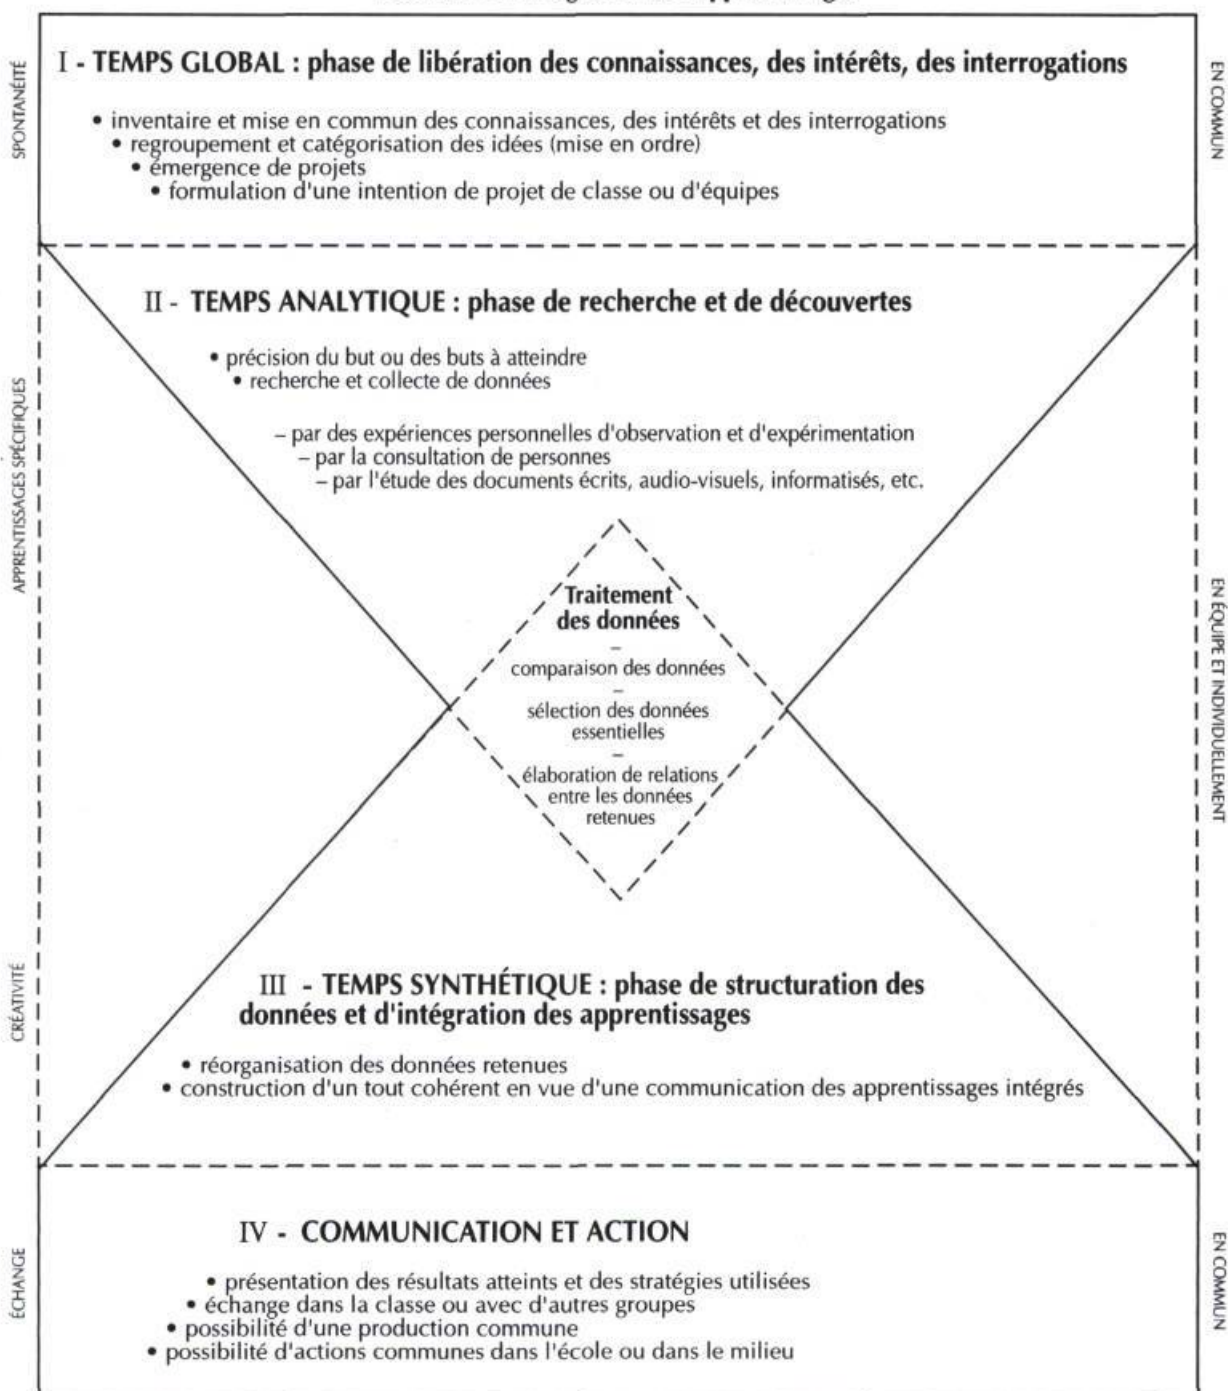 SPONTANÉITÉ
EN COMMUN
I - TEMPS GLOBAL : phase de libération des connaissances, des intérêts, des interrogations
• inventaire et mise en commun des connaissances, des intérêts et des interrogations
• regroupement et catégorisation des idées (mise en ordre)
• émergence de projets
• formulation d'une intention de projet de classe ou d'équipes
APPRENTISSAGES SPÉCIFIQUES
EN ÉQUIPE ET INDIVIDUELLEMENT
II - TEMPS ANALYTIQUE : phase de recherche et de découvertes
• précision du but ou des buts à atteindre
• recherche et collecte de données
– par des expériences personnelles d'observation et d'expérimentation
– par la consultation de personnes
– par l'étude des documents écrits, audio-visuels, informatisés, etc.
Traitement
des données
–
comparaison des données
–
sélection des données
essentielles
–
élaboration de relations
entre les données
retenues
CRÉATIVITÉ
III - TEMPS SYNTHÉTIQUE : phase de structuration des
données et d'intégration des apprentissages
• réorganisation des données retenues
• construction d'un tout cohérent en vue d'une communication des apprentissages intégrés
ÉCHANGE
EN COMMUN
IV - COMMUNICATION ET ACTION
• présentation des résultats atteints et des stratégies utilisées
• échange dans la classe ou avec d'autres groupes
• possibilité d'une production commune
• possibilité d'actions communes dans l'école ou dans le milieu